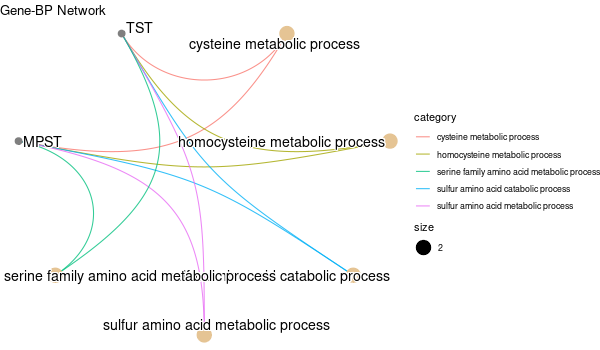 Gene-BP Network
TST
cysteine metabolic process
MPST
homocysteine metabolic process
serine family amino acid metabolic process catabolic process
sulfur amino acid metabolic process
category
cysteine metabolic process
homocysteine metabolic process
serine family amino acid metabolic process
sulfur amino acid catabolic process
sulfur amino acid metabolic process
size
2